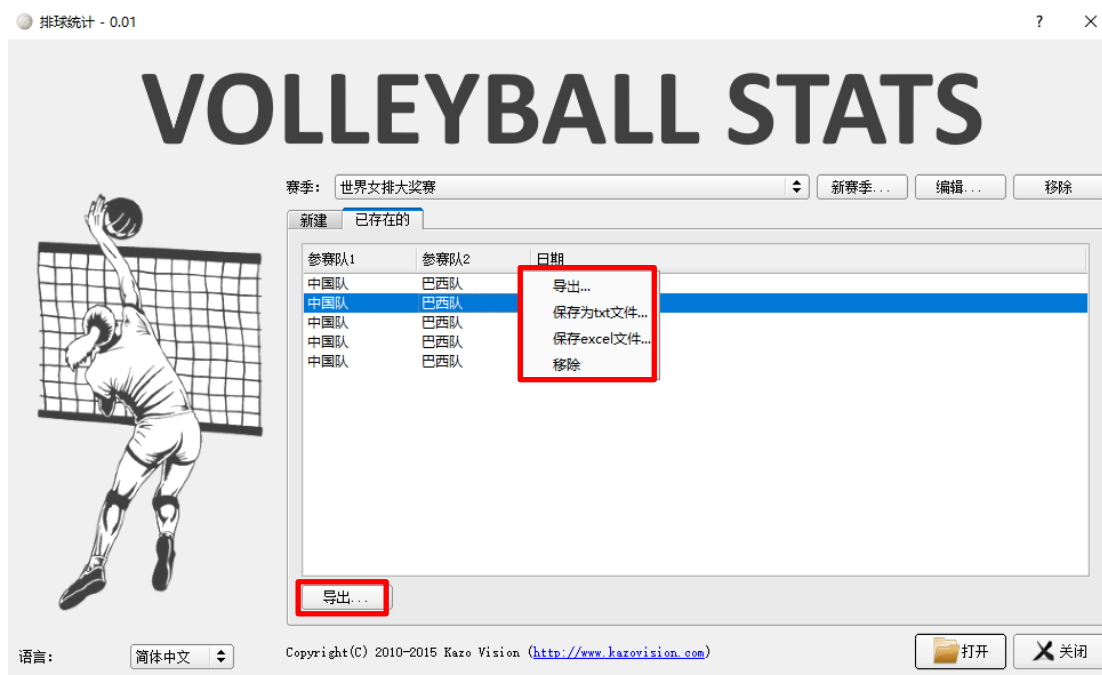 排球统计 - 0.01 ?
VOLLEYBALL STATS
赛季： 世界女排大奖赛 新赛季... 编辑... 移除
新建 已存在的
参赛队1 参赛队2 日期
中国队 巴西队
中国队 巴西队
中国队 巴西队
中国队 巴西队
中国队 巴西队
导出...
保存为txt文件...
保存excel文件...
移除
导出...
语言： 简体中文 Copyright(C) 2010-2015 Kazo Vision (http://www.kazovision.com) 打开 关闭